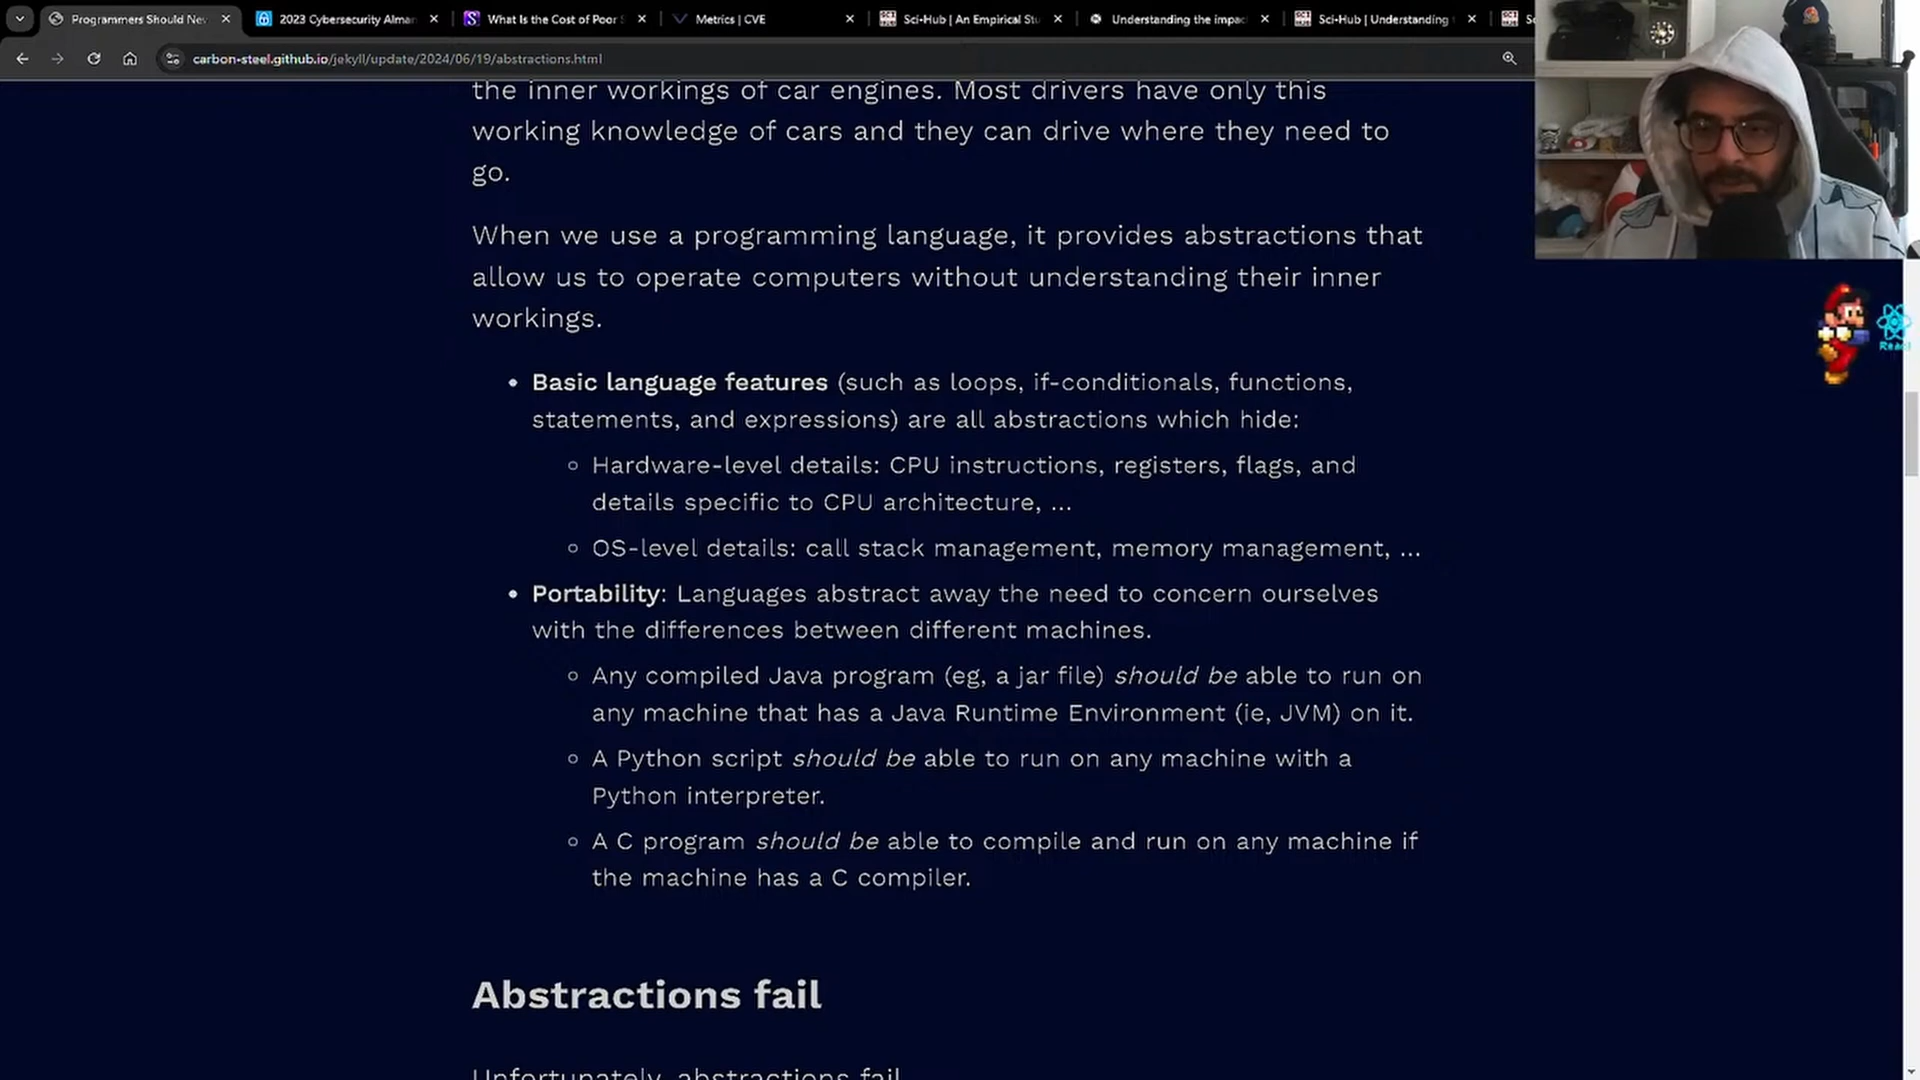 Programmers Should Nev
2023 Cybersecurity Alma
What Is the Cost of Poor
Metrics | CVE
Sci-Hub | An Empirical Stu
Understanding the impac
Sci-Hub | Understanding
carbon-steel.github.io/jekyll/update/2024/06/19/abstractions.html
the inner workings of car engines. Most drivers have only this
working knowledge of cars and they can drive where they need to
go.
When we use a programming language, it provides abstractions that
allow us to operate computers without understanding their inner
workings.
React
• Basic language features (such as loops, if-conditionals, functions,
statements, and expressions) are all abstractions which hide:
◦ Hardware-level details: CPU instructions, registers, flags, and
details specific to CPU architecture, ...
◦ OS-level details: call stack management, memory management, ...
• Portability: Languages abstract away the need to concern ourselves
with the differences between different machines.
◦ Any compiled Java program (eg, a jar file) should be able to run on
any machine that has a Java Runtime Environment (ie, JVM) on it.
◦ A Python script should be able to run on any machine with a
Python interpreter.
◦ A C program should be able to compile and run on any machine if
the machine has a C compiler.
Abstractions fail
Unfortunately, abstractions fail